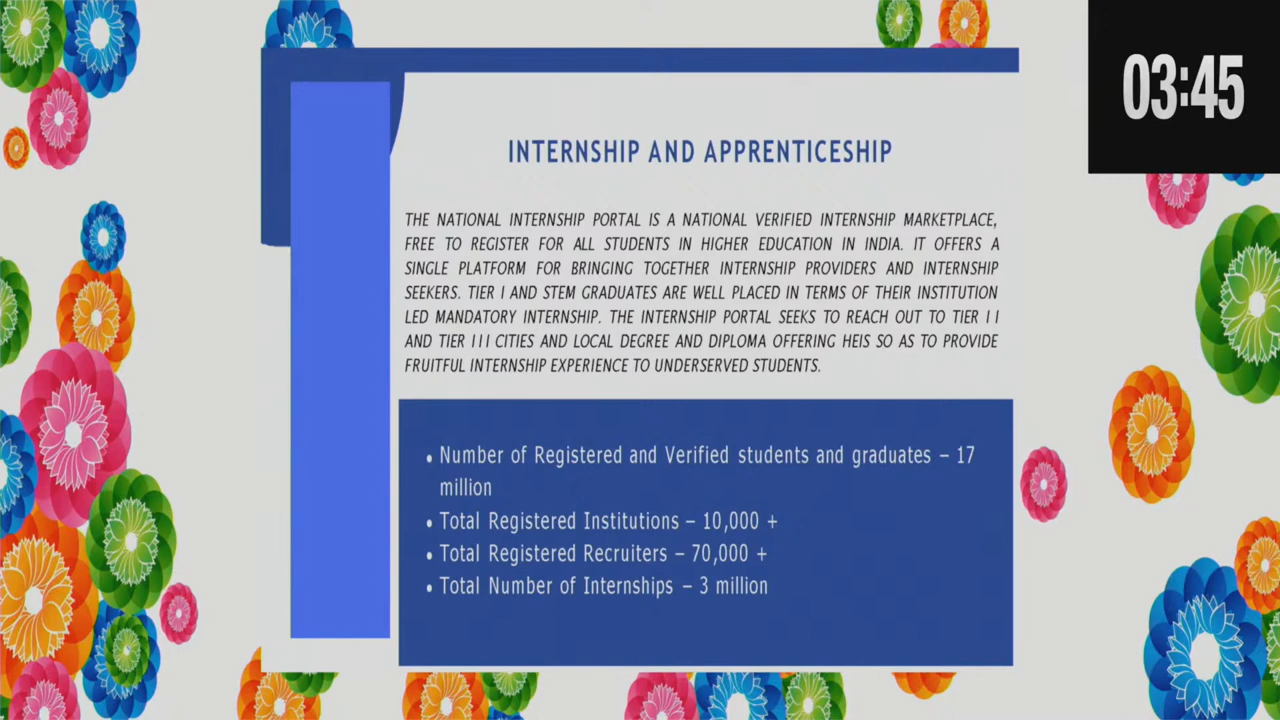 03:45
INTERNSHIP AND APPRENTICESHIP
THE NATIONAL INTERNSHIP PORTAL IS A NATIONAL VERIFIED INTERNSHIP MARKETPLACE,
FREE TO REGISTER FOR ALL STUDENTS IN HIGHER EDUCATION IN INDIA. IT OFFERS A
SINGLE PLATFORM FOR BRINGING TOGETHER INTERNSHIP PROVIDERS AND INTERNSHIP
SEEKERS. TIER I AND STEM GRADUATES ARE WELL PLACED IN TERMS OF THEIR INSTITUTION
LED MANDATORY INTERNSHIP. THE INTERNSHIP PORTAL SEEKS TO REACH OUT TO TIER II
AND TIER III CITIES AND LOCAL DEGREE AND DIPLOMA OFFERING HEIS SO AS TO PROVIDE
FRUITFUL INTERNSHIP EXPERIENCE TO UNDERSERVED STUDENTS.
• Number of Registered and Verified students and graduates – 17
million
• Total Registered Institutions – 10,000 +
• Total Registered Recruiters – 70,000 +
• Total Number of Internships – 3 million